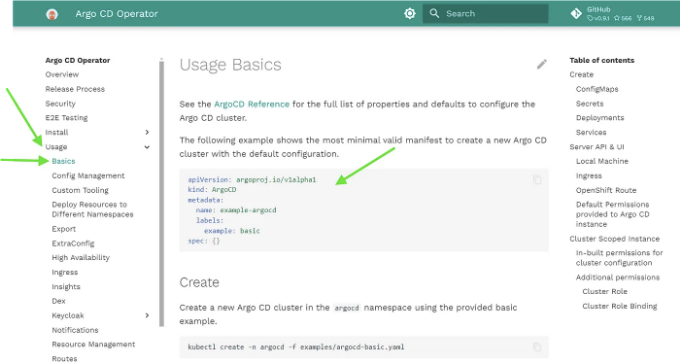 Argo CD Operator
Search
GitHub
v0.9.1 566 549
Argo CD Operator
Overview
Release Process
Security
E2E Testing
Install
Usage
Basics
Config Management
Custom Tooling
Deploy Resources to
Different Namespaces
Export
ExtraConfig
High Availability
Ingress
Insights
Dex
Keycloak
Notifications
Resource Management
Routes
Usage Basics
See the ArgoCD Reference for the full list of properties and defaults to configure the
Argo CD cluster.
The following example shows the most minimal valid manifest to create a new Argo CD
cluster with the default configuration.
apiVersion: argoproj.io/v1alpha1
kind: ArgoCD
metadata:
  name: example-argocd
  labels:
    example: basic
spec: {}
Create
Create a new Argo CD cluster in the argocd namespace using the provided basic
example.
kubectl create -n argocd -f examples/argocd-basic.yaml
Table of contents
Create
ConfigMaps
Secrets
Deployments
Services
Server API & UI
Local Machine
Ingress
OpenShift Route
Default Permissions
provided to Argo CD
instance
Cluster Scoped Instance
In-built permissions for
cluster configuration
Additional permissions
Cluster Role
Cluster Role Binding